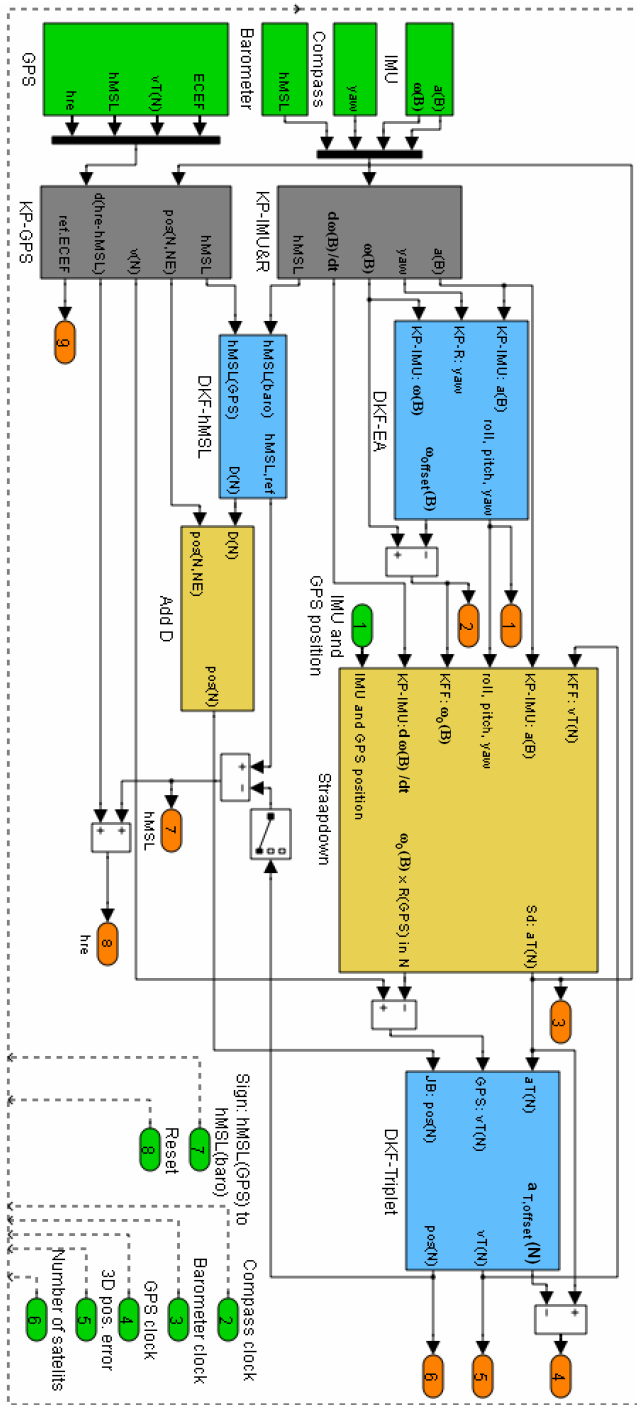 IMU
a(B)
ω(B)
Compass
yaw
Barometer
hMSL
GPS
ECEF
vT(N)
hMSL
hre
KP-IMU&R
a(B)
yaw
ω(B)
dω(B)/dt
hMSL
KP-GPS
hMSL
pos(N,NE)
v(N)
d(hre-hMSL)
ref.ECEF
9
DKF-EA
KP-IMU: a(B)
KP-R: yaw
KP-IMU: ω(B)
roll, pitch, yaw
ωoffset(B)
DKF-hMSL
hMSL(baro)
hMSL(GPS)
hMSL,ref
D(N)
+
−
1
2
1
IMU and
GPS position
Add D
D(N)
pos(N,NE)
pos(N)
Straapdown
KFF: vT(N)
KP-IMU: a(B)
roll, pitch, yaw
KFF: ω₀(B)
KP-IMU:dω(B)/dt
IMU and GPS position
Sd: aT(N)
ω₀(B) x R(GPS) in N
+
−
7
hMSL
+
+
8
hre
3
−
+
DKF-Triplet
aT(N)
GPS: vT(N)
JB: pos(N)
aT,offset(N)
vT(N)
pos(N)
+
−
4
5
6
Sign: hMSL(GPS) to
hMSL(baro)
7
Reset
8
Compass clock
2
Barometer clock
3
GPS clock
4
3D pos. error
5
Number of satelits
6